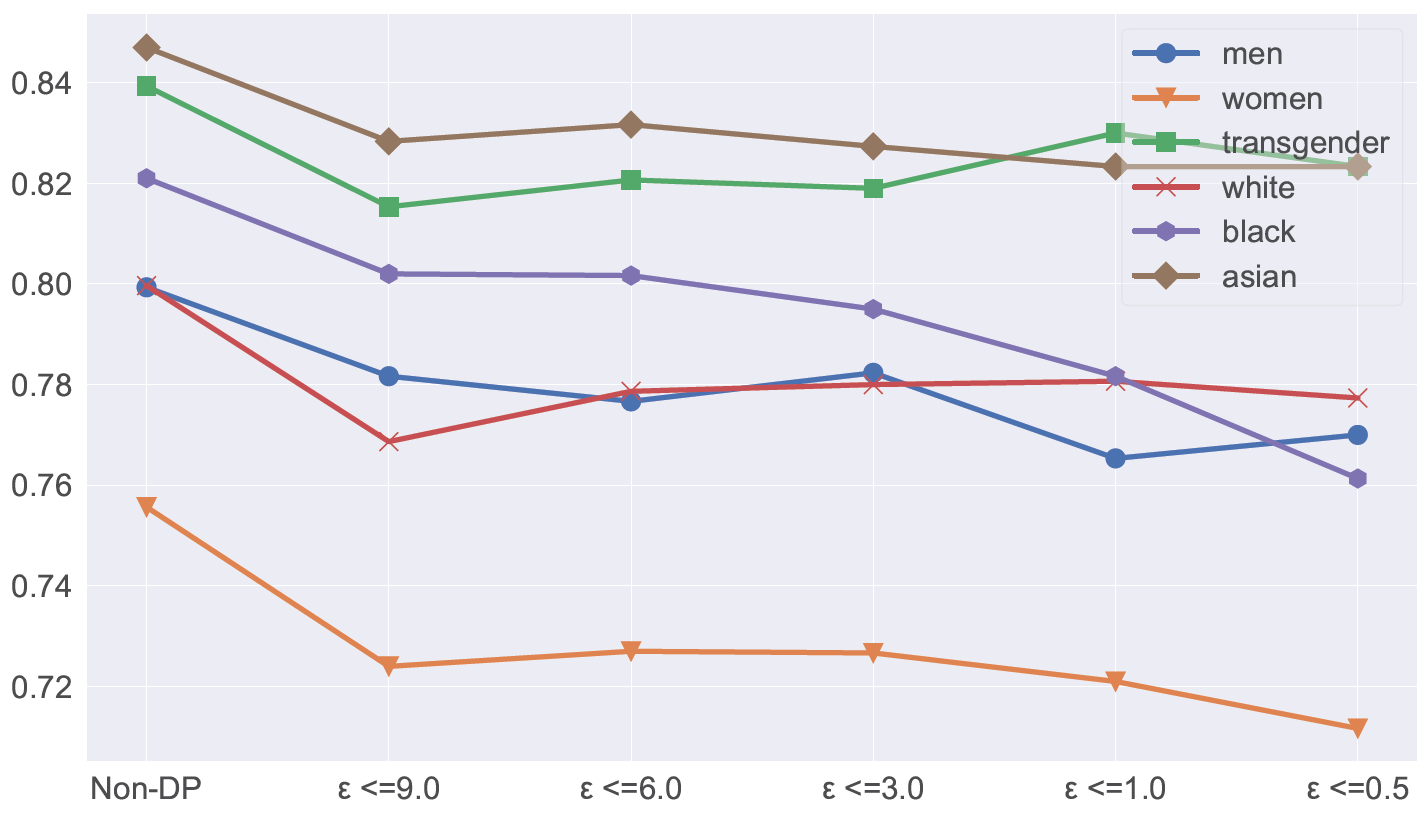 0.84
0.82
0.80
0.78
0.76
0.74
0.72
men
women
transgender
white
black
asian
Non-DP
ε <=9.0
ε <=6.0
ε <=3.0
ε <=1.0
ε <=0.5